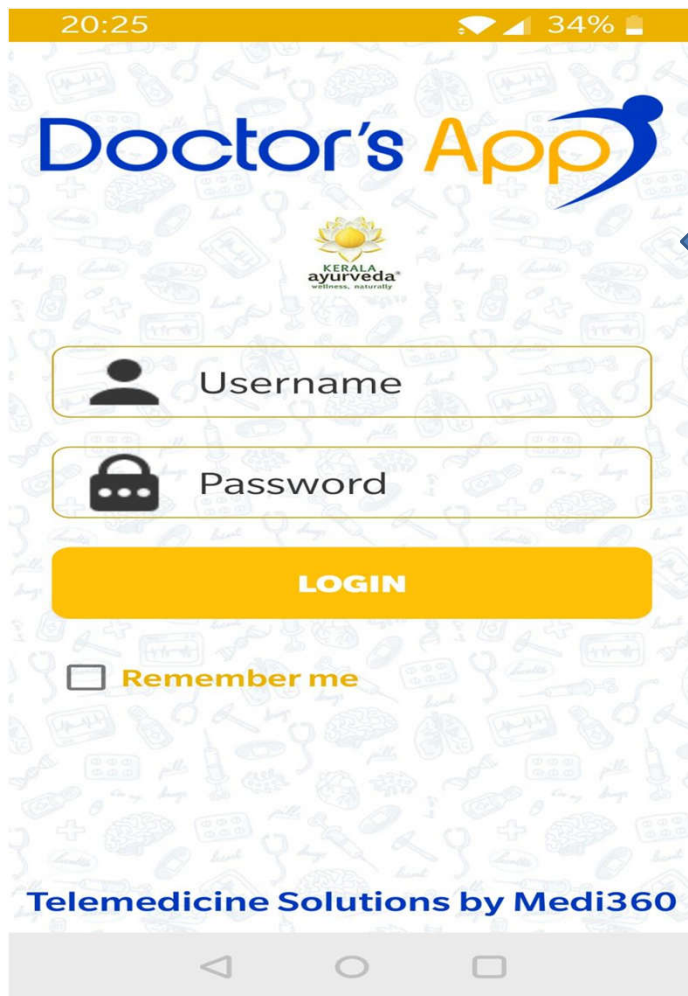 20:25 34%
Doctor's App
KERALA
ayurveda®
wellness, naturally
Username
Password
LOGIN
Remember me
Telemedicine Solutions by Medi360